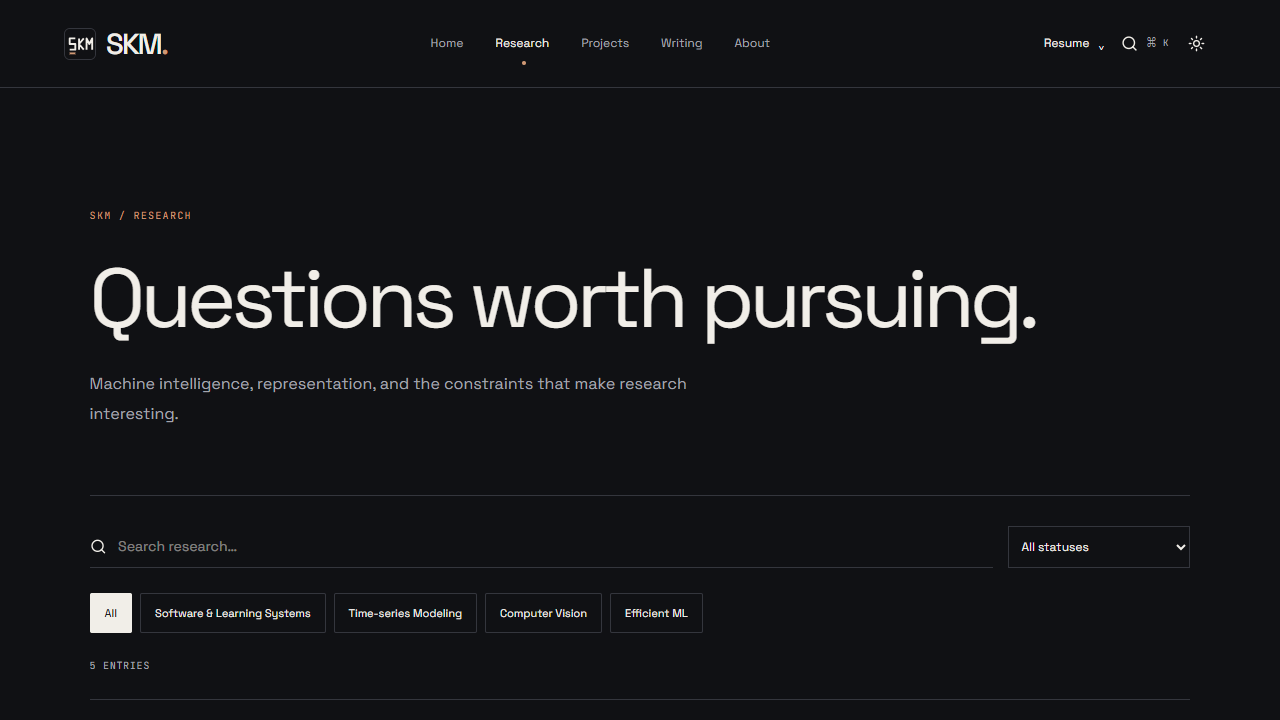 SKM SKM.
Home Research Projects Writing About
Resume ⌘ K
SKM / RESEARCH
Questions worth pursuing.
Machine intelligence, representation, and the constraints that make research
interesting.
Search research…
All statuses
All Software & Learning Systems Time-series Modeling Computer Vision Efficient ML
5 ENTRIES